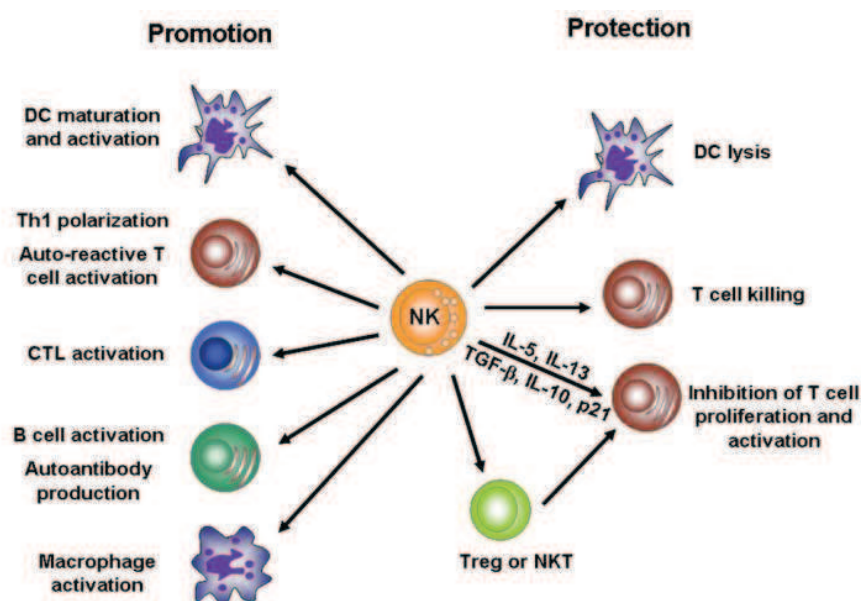 Promotion
DC maturation
and activation
Th1 polarization
Auto-reactive T
cell activation
CTL activation
B cell activation
Autoantibody
production
Macrophage
activation
NK
Protection
DC lysis
T cell killing
IL-5, IL-13
TGF-β, IL-10, p21
Inhibition of T cell
proliferation and
activation
Treg or NKT